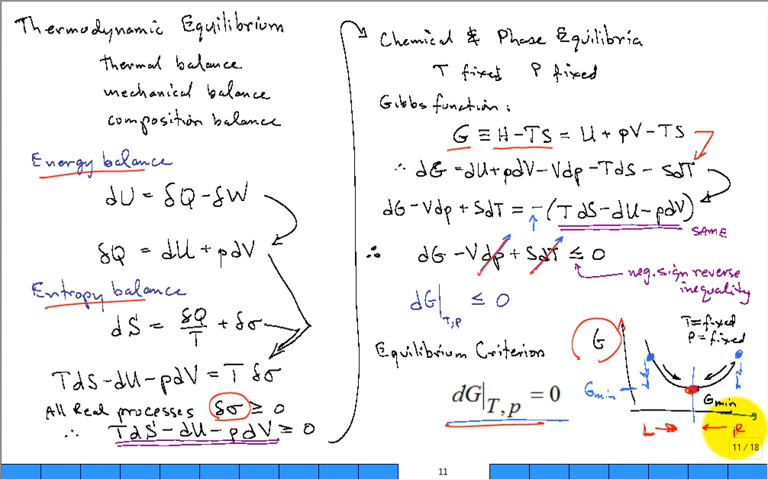 Thermodynamic Equilibrium
thermal balance
mechanical balance
composition balance
Energy balance
dU = δQ - δW
δQ = dU + pdV
Entropy balance
dS = δQ/T + δσ
TdS - dU - pdV = T δσ
All Real processes δσ ≥ 0
∴ TdS - dU - pdV ≥ 0
Chemical & Phase Equilibria
T fixed P fixed
Gibbs function:
G ≡ H - TS = U + pV - TS
∴ dG = dU + pdV - Vdp - TdS - SdT
dG - Vdp + SdT = -(TdS - dU - pdV)
SAME
∴ dG - Vdp + SdT ≤ 0
neg. sign reverse
inequality
dG|T,p ≤ 0
Equilibrium Criterion
dG|T,p = 0
T = fixed
P = fixed
G
Gmin
Gmin
L → ← R
11 / 18
11